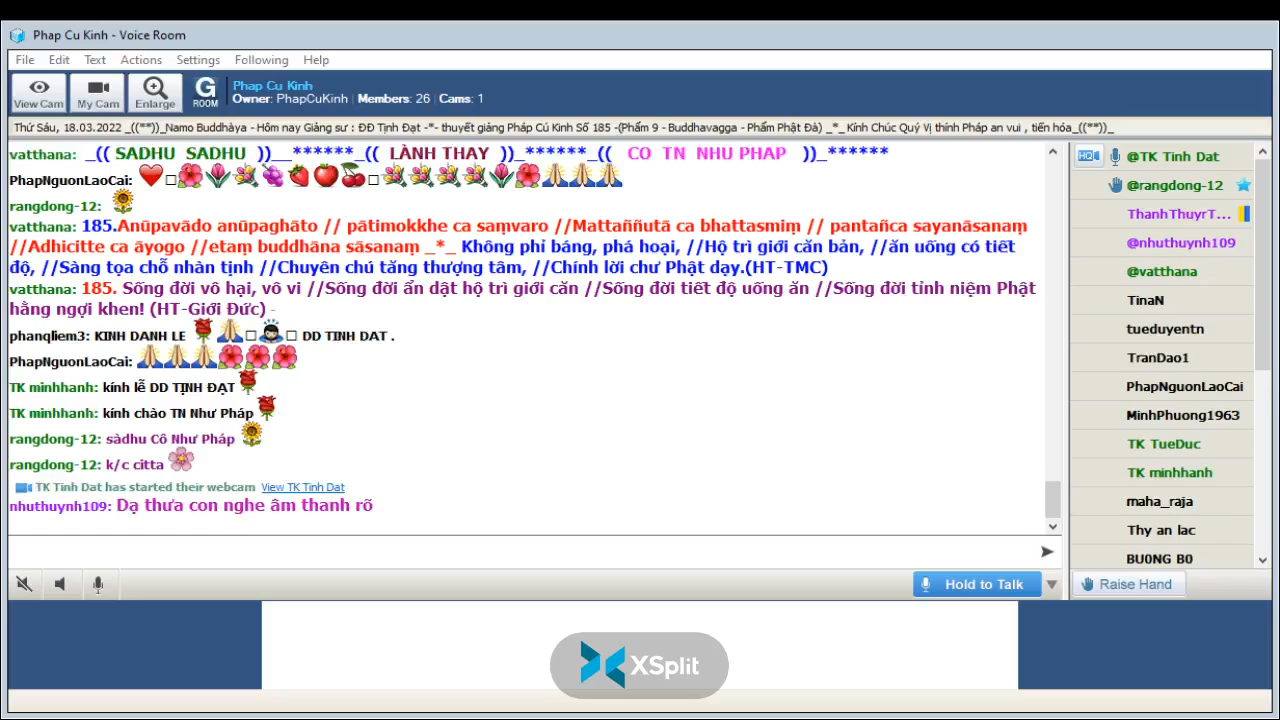 Phap Cu Kinh - Voice Room
File Edit Text Actions Settings Following Help
View Cam My Cam Enlarge G ROOM
Phap Cu Kinh
Owner: PhapCuKinh | Members: 26 | Cams: 1
Thứ Sáu, 18.03.2022 _((**))_Namo Buddhàya - Hôm nay Giảng sư : ĐĐ Tịnh Đạt -*- thuyết giảng Pháp Cú Kinh Số 185 -(Phẩm 9 - Buddhavagga - Phẩm Phật Đà) _*_ Kính Chúc Quý Vị thính Pháp an vui , tiến hóa_((**))_
vatthana: _(( SADHU SADHU ))__******_(( LÀNH THAY ))_******_(( CO TN NHU PHAP ))_******
PhapNguonLaoCai:
rangdong-12:
vatthana: 185.Anūpavādo anūpaghāto // pātimokkhe ca saṃvaro //Mattaññutā ca bhattasmiṃ // pantañca sayanāsanaṃ
//Adhicitte ca āyogo //etaṃ buddhāna sāsanaṃ _*_ Không phỉ báng, phá hoại, //Hộ trì giới căn bản, //ăn uống có tiết
độ, //Sàng tọa chỗ nhàn tịnh //Chuyên chú tăng thượng tâm, //Chính lời chư Phật dạy.(HT-TMC)
vatthana: 185. Sống đời vô hại, vô vi //Sống đời ẩn dật hộ trì giới căn //Sống đời tiết độ uống ăn //Sống đời tỉnh niệm Phật
hằng ngợi khen! (HT-Giới Đức) -
phanqliem3: KINH DANH LE DD TINH DAT .
PhapNguonLaoCai:
TK minhhanh: kính lễ DD TỊNH ĐẠT
TK minhhanh: kính chào TN Như Pháp
rangdong-12: sàdhu Cô Như Pháp
rangdong-12: k/c citta
TK Tinh Dat has started their webcam View TK Tinh Dat
nhuthuynh109: Dạ thưa con nghe âm thanh rõ
Hold to Talk
HQ @TK Tinh Dat
@rangdong-12
ThanhThuyrT...
@nhuthuynh109
@vatthana
TinaN
tueduyentn
TranDao1
PhapNguonLaoCai
MinhPhuong1963
TK TueDuc
TK minhhanh
maha_raja
Thy an lac
BU0NG B0
Raise Hand
XSplit